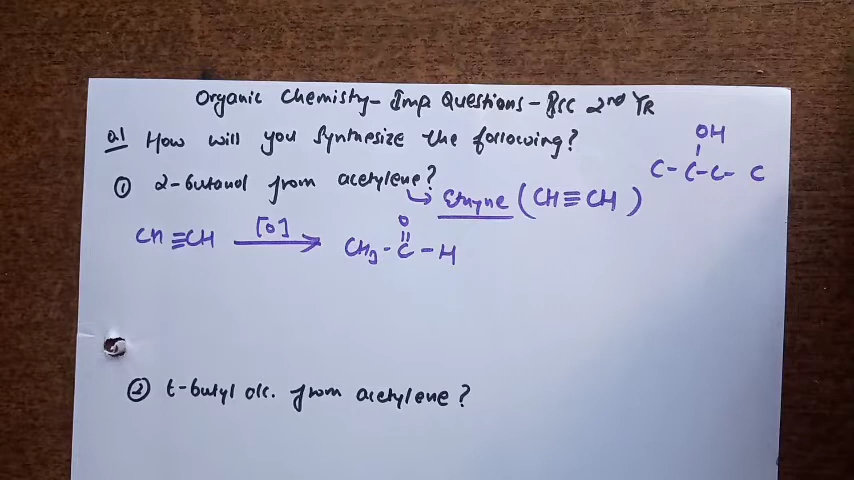 Organic Chemistry - Imp Questions - BSC 2nd YR
Q1 How will you synthesize the following?
OH
C - C - C - C
① 2-butanol from acetylene?
↳ Ethyne (CH≡CH)
CH≡CH [O] → CH3 - C - H
O
② t-butyl alc. from acetylene?